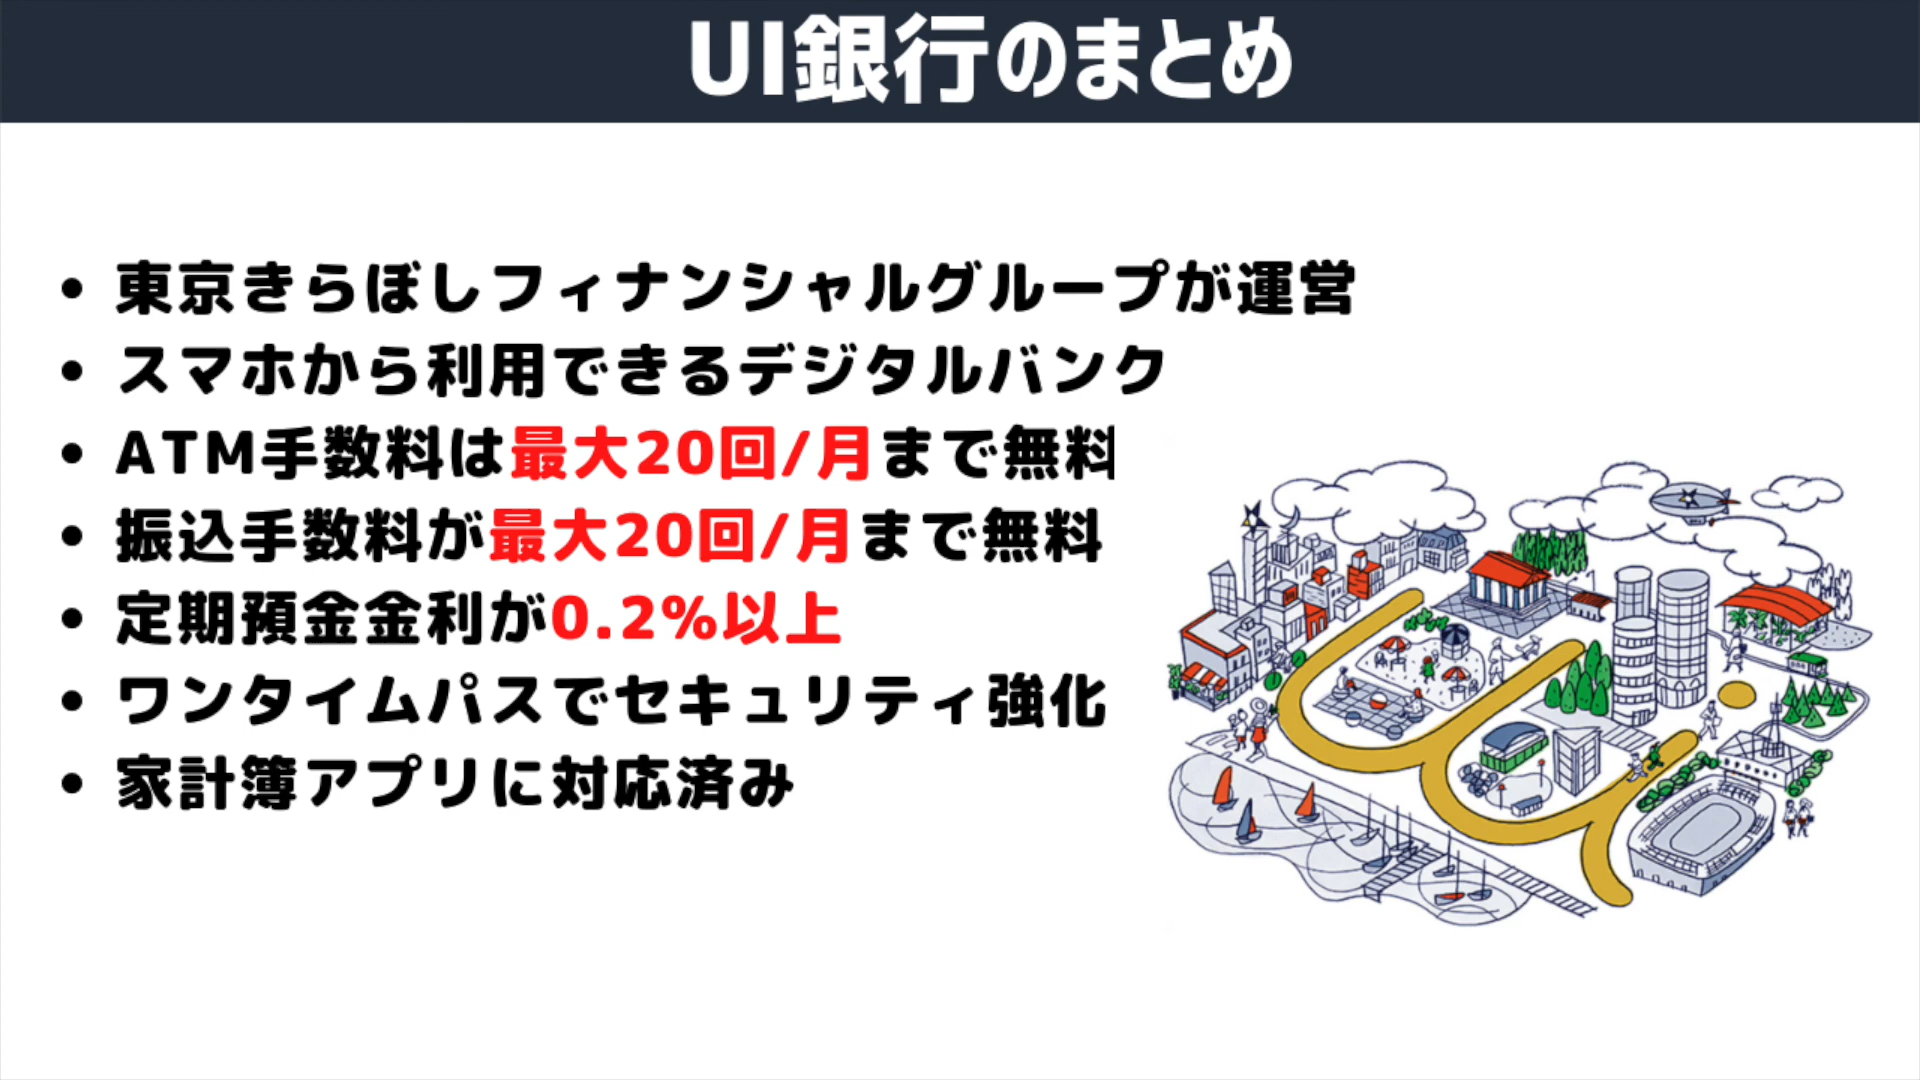 UI銀行のまとめ
・東京きらぼしフィナンシャルグループが運営
・スマホから利用できるデジタルバンク
・ATM手数料は最大20回/月まで無料
・振込手数料が最大20回/月まで無料
・定期預金金利が0.2%以上
・ワンタイムパスでセキュリティ強化
・家計簿アプリに対応済み